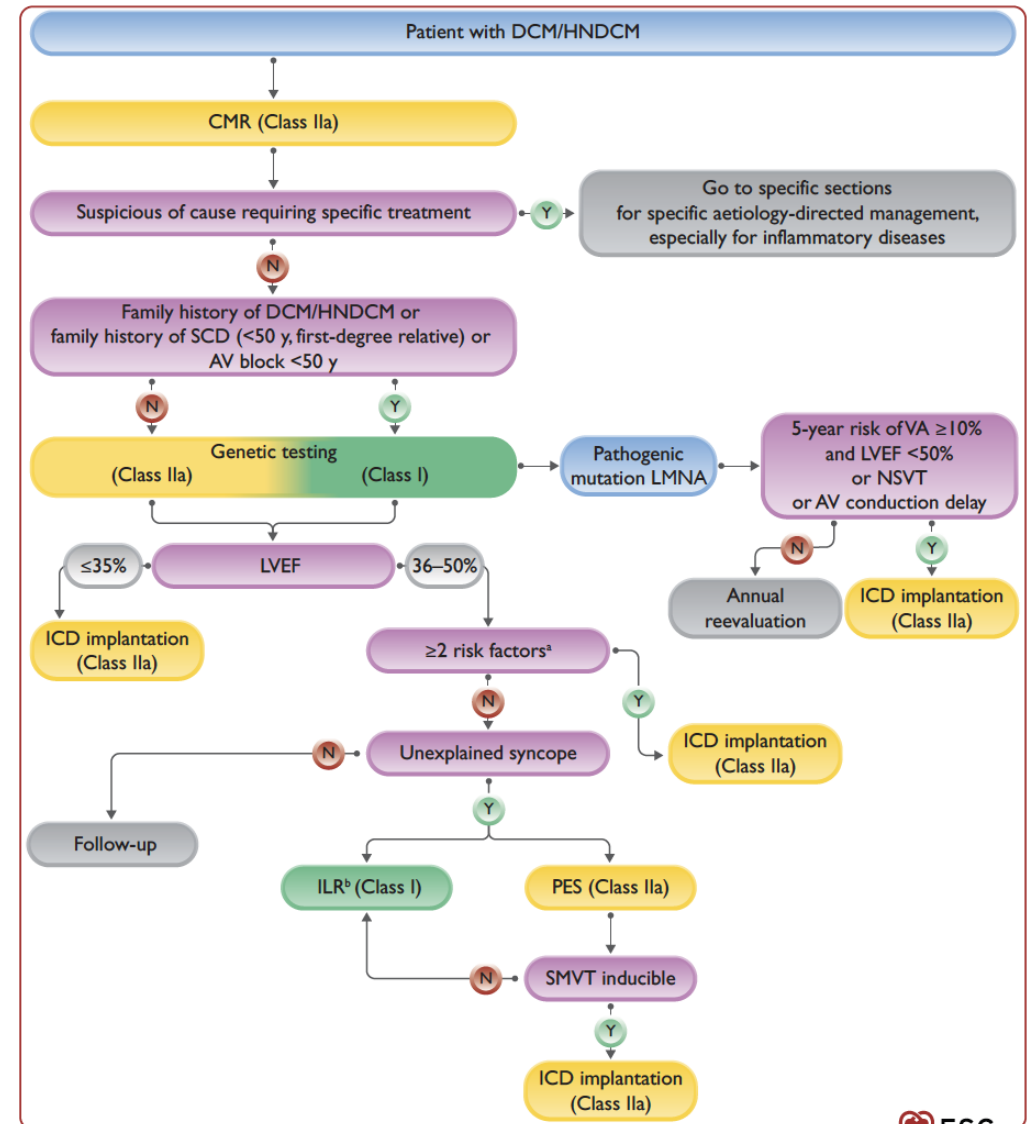 Patient with DCM/HNDCM
CMR (Class IIa)
Suspicious of cause requiring specific treatment
Y
Go to specific sections
for specific aetiology-directed management,
especially for inflammatory diseases
N
Family history of DCM/HNDCM or
family history of SCD (<50 y, first-degree relative) or
AV block <50 y
N
Y
Genetic testing
(Class IIa)
(Class I)
Pathogenic
mutation LMNA
5-year risk of VA ≥10%
and LVEF <50%
or NSVT
or AV conduction delay
N
Y
Annual
reevaluation
ICD implantation
(Class IIa)
≤35%
LVEF
36–50%
ICD implantation
(Class IIa)
≥2 risk factorsᵃ
N
Y
ICD implantation
(Class IIa)
Unexplained syncope
N
Follow-up
Y
ILRᵇ (Class I)
PES (Class IIa)
SMVT inducible
N
Y
ICD implantation
(Class IIa)